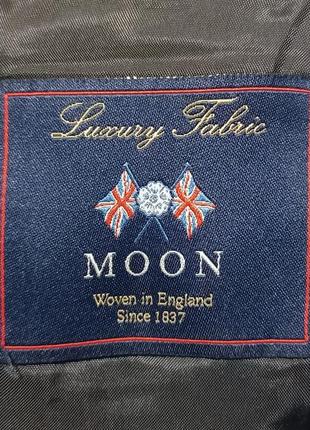 Luxury Fabric
MOON
Woven in England
Since 1837